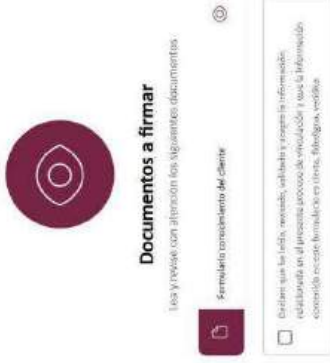 Documentos a firmar
Lea y revise con atención los siguientes documentos
Formulario conocimiento del cliente
Declaro que he leído, revisado, validado y acepto la información
relacionada en el presente proceso de vinculación y que la información
contenida en este formulario es cierta, fidedigna, verídica